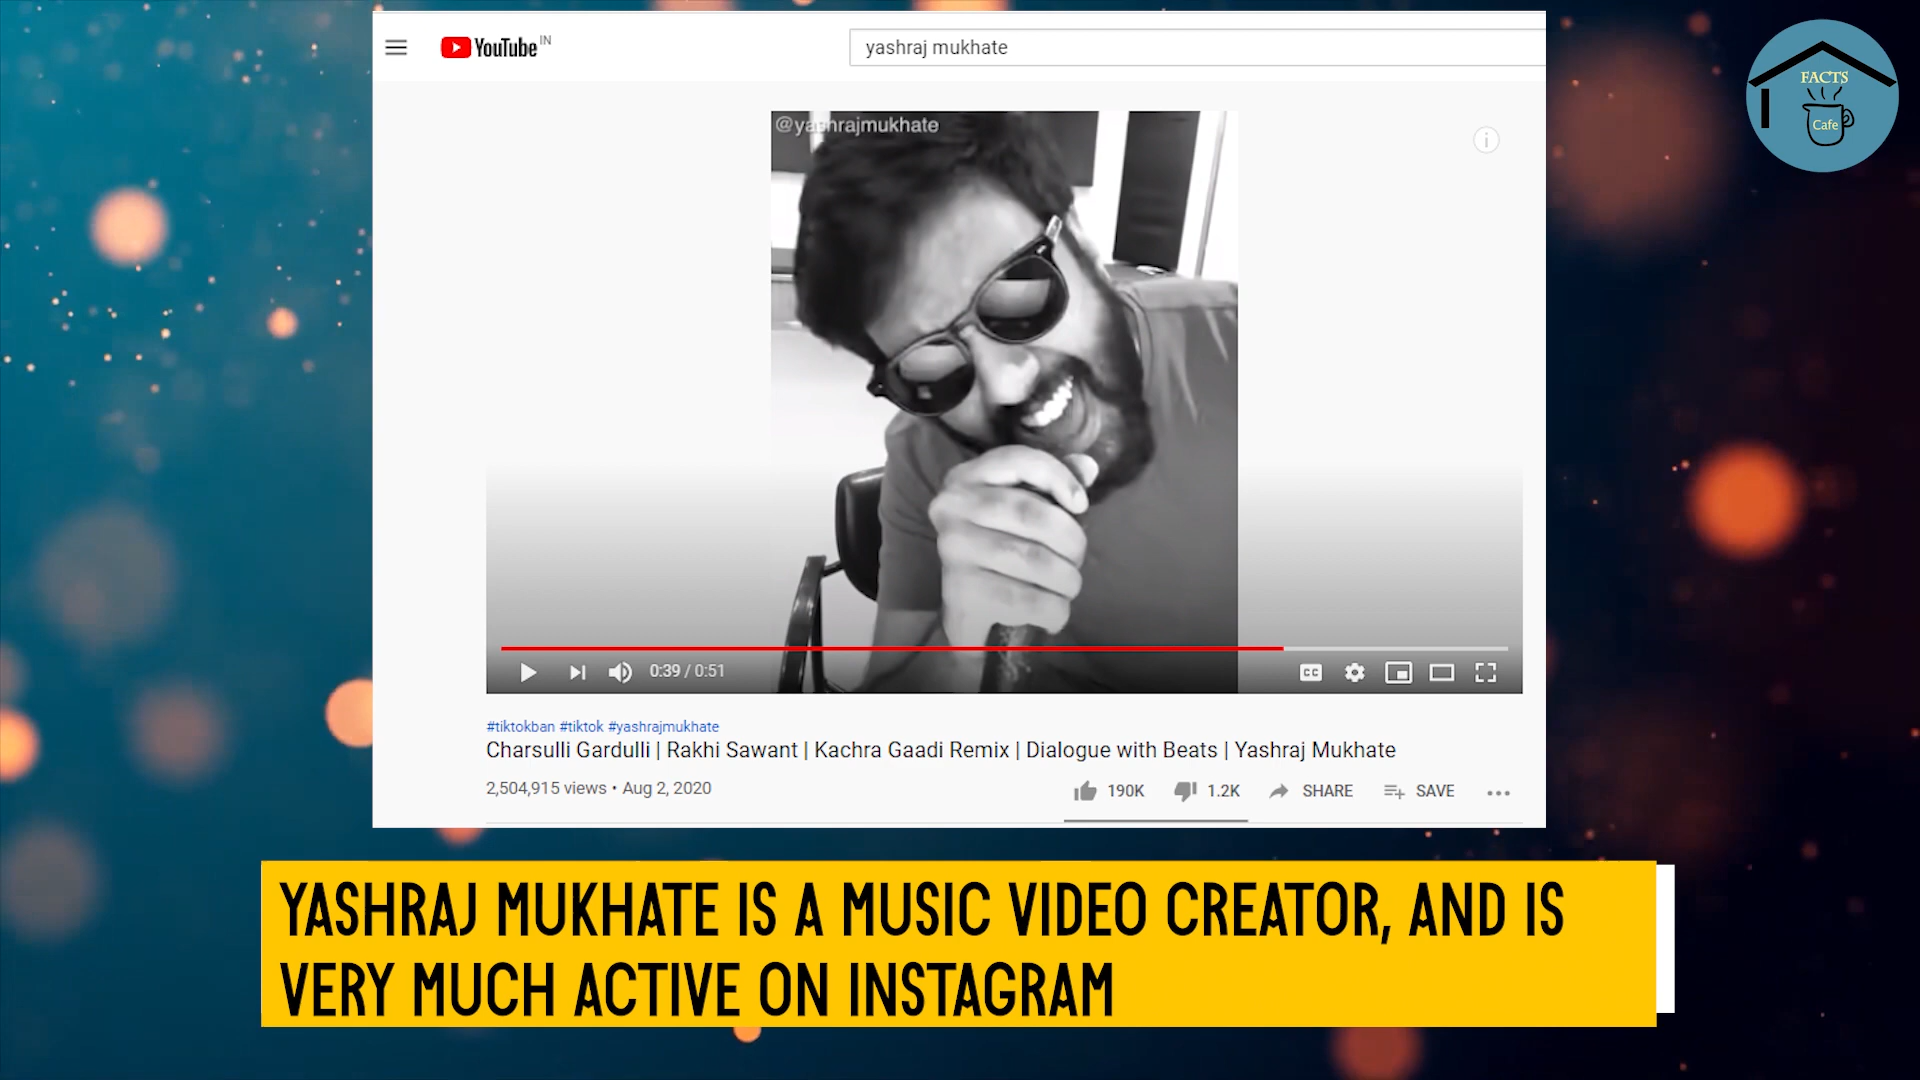 YouTube IN
yashraj mukhate
FACTS
Cafe
@yashrajmukhate
0:39 / 0:51
CC
#tiktokban #tiktok #yashrajmukhate
Charsulli Gardulli | Rakhi Sawant | Kachra Gaadi Remix | Dialogue with Beats | Yashraj Mukhate
2,504,915 views • Aug 2, 2020
190K 1.2K SHARE SAVE
YASHRAJ MUKHATE IS A MUSIC VIDEO CREATOR, AND IS
VERY MUCH ACTIVE ON INSTAGRAM